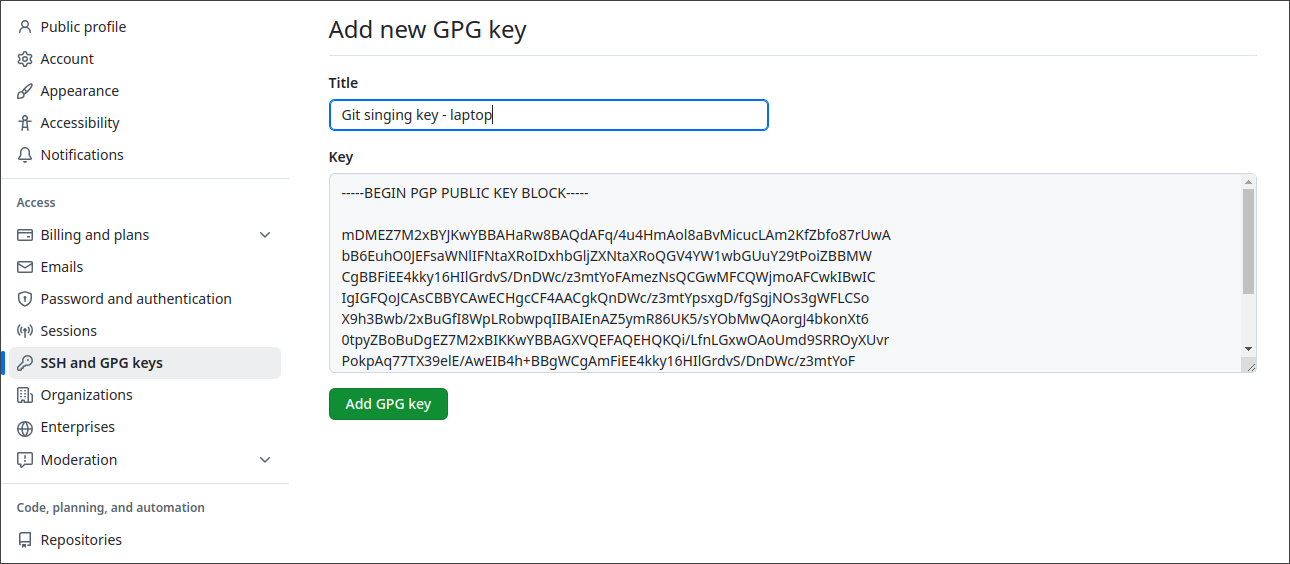 Public profile
Account
Appearance
Accessibility
Notifications
Access
Billing and plans
Emails
Password and authentication
Sessions
SSH and GPG keys
Organizations
Enterprises
Moderation
Code, planning, and automation
Repositories
Add new GPG key
Title
Git singing key - laptop
Key
-----BEGIN PGP PUBLIC KEY BLOCK-----
mDMEZ7M2xBYJKwYBBAHaRw8BAQdAFq/4u4HmAol8aBvMicucLAm2KfZbfo87rUwA
bB6EuhO0JEFsaWNlIFNtaXRoIDxhbGljZXNtaXRoQGV4YW1wbGUuY29tPoiZBBMW
CgBBFiEE4kky16HIlGrdvS/DnDWc/z3mtYoFAmezNsQCGwMFCQWjmoAFCwkIBwIC
IgIGFQoJCAsCBBYCAwECHgcCF4AACgkQnDWc/z3mtYpsxgD/fgSgjNOs3gWFLCSo
X9h3Bwb/2xBuGfI8WpLRobwpqIIBAIEnAZ5ymR86UK5/sYObMwQAorgJ4bkonXt6
0tpyZBoBuDgEZ7M2xBIKKwYBBAGXVQEFAQEHQKQi/LfnLGxwOAoUmd9SRROyXUvr
PokpAq77TX39elE/AwEIB4h+BBgWCgAmFiEE4kky16HIlGrdvS/DnDWc/z3mtYoF
Add GPG key